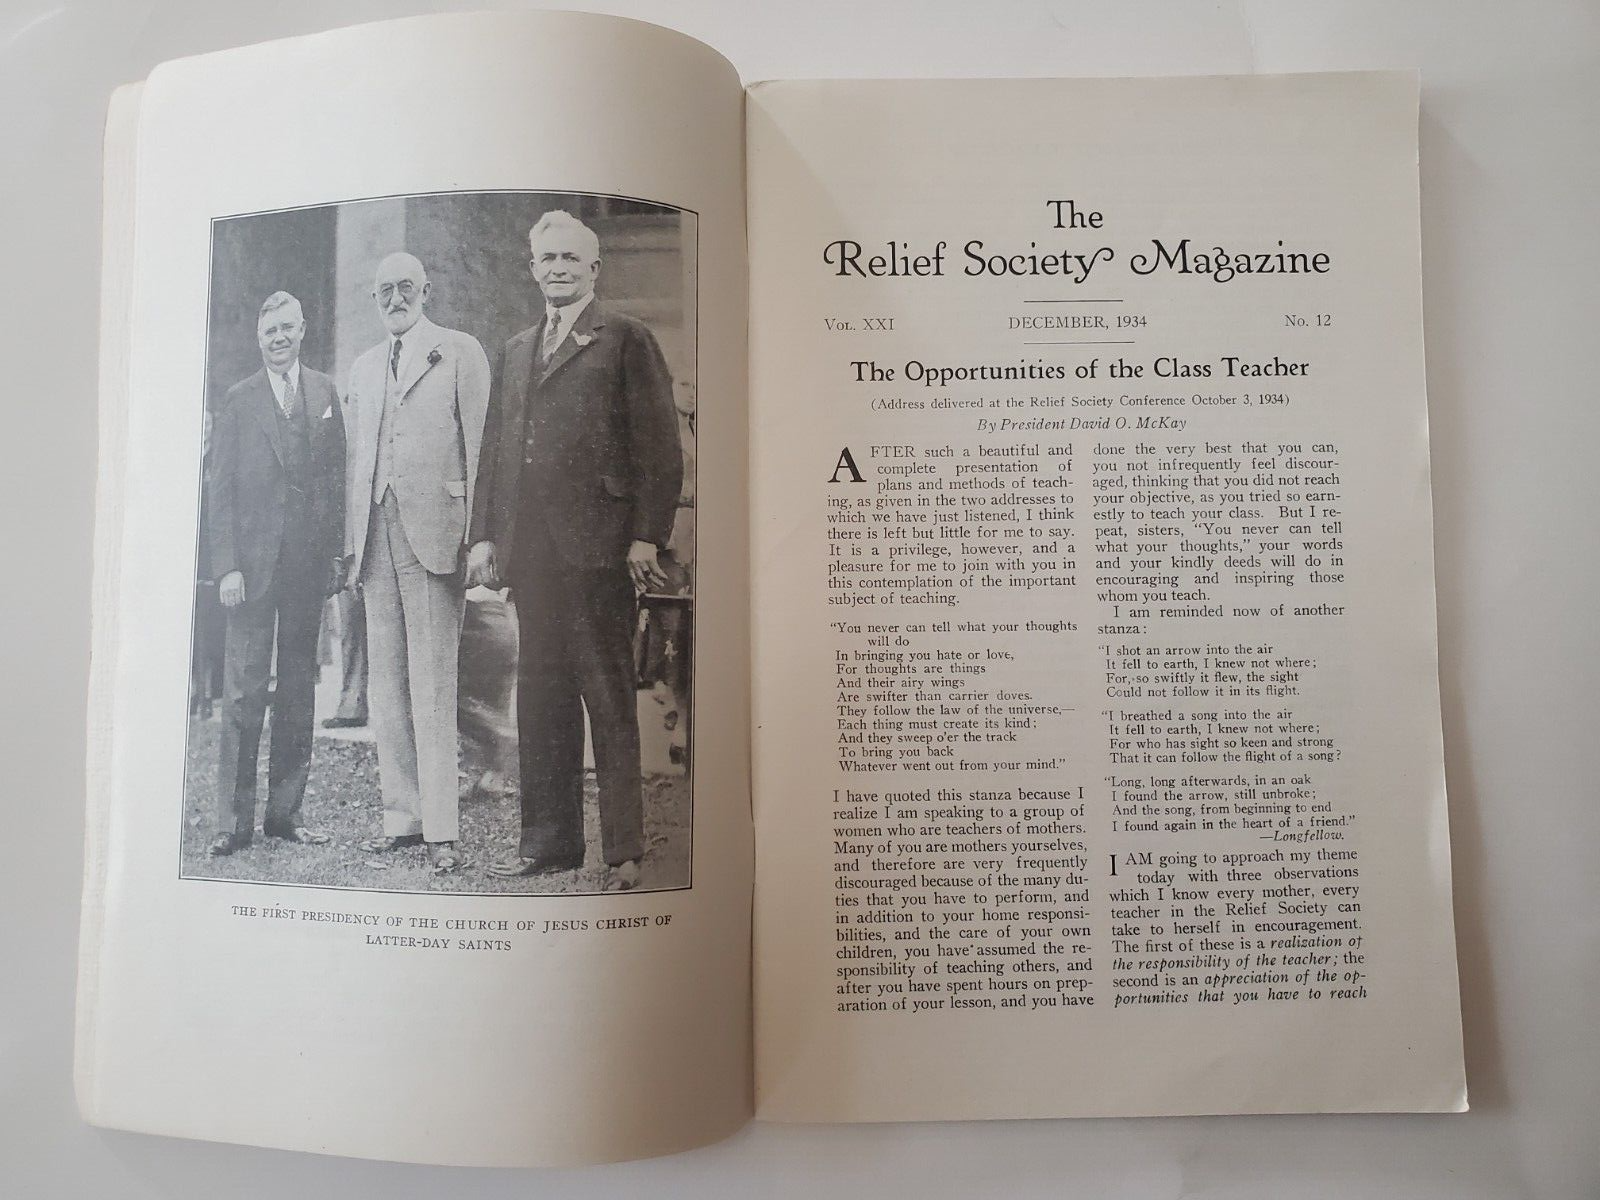 THE FIRST PRESIDENCY OF THE CHURCH OF JESUS CHRIST OF
LATTER-DAY SAINTS
The
Relief Society Magazine
VOL. XXI DECEMBER, 1934 No. 12
The Opportunities of the Class Teacher
(Address delivered at the Relief Society Conference October 3, 1934)
By President David O. McKay
AFTER such a beautiful and
complete presentation of
plans and methods of teach-
ing, as given in the two addresses to
which we have just listened, I think
there is left but little for me to say.
It is a privilege, however, and a
pleasure for me to join with you in
this contemplation of the important
subject of teaching.
"You never can tell what your thoughts
will do
In bringing you hate or love,
For thoughts are things
And their airy wings
Are swifter than carrier doves.
They follow the law of the universe,—
Each thing must create its kind;
And they sweep o'er the track
To bring you back
Whatever went out from your mind."
I have quoted this stanza because I
realize I am speaking to a group of
women who are teachers of mothers.
Many of you are mothers yourselves,
and therefore are very frequently
discouraged because of the many du-
ties that you have to perform, and
in addition to your home responsi-
bilities, and the care of your own
children, you have assumed the re-
sponsibility of teaching others, and
after you have spent hours on prep-
aration of your lesson, and you have
done the very best that you can,
you not infrequently feel discour-
aged, thinking that you did not reach
your objective, as you tried so earn-
estly to teach your class. But I re-
peat, sisters, "You never can tell
what your thoughts," your words
and your kindly deeds will do in
encouraging and inspiring those
whom you teach.
I am reminded now of another
stanza:
"I shot an arrow into the air
It fell to earth, I knew not where;
For, so swiftly it flew, the sight
Could not follow it in its flight.
"I breathed a song into the air
It fell to earth, I knew not where;
For who has sight so keen and strong
That it can follow the flight of a song?
"Long, long afterwards, in an oak
I found the arrow, still unbroke;
And the song, from beginning to end
I found again in the heart of a friend."
—Longfellow.
I AM going to approach my theme
today with three observations
which I know every mother, every
teacher in the Relief Society can
take to herself in encouragement.
The first of these is a realization of
the responsibility of the teacher; the
second is an appreciation of the op-
portunities that you have to reach